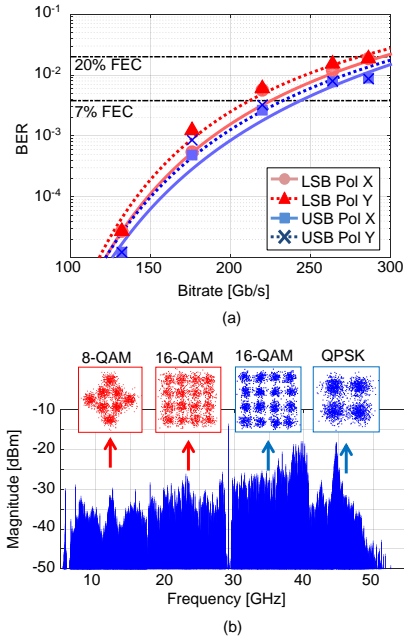 10⁻¹
20% FEC
10⁻²
7% FEC
10⁻³
10⁻⁴
BER
LSB Pol X
LSB Pol Y
USB Pol X
USB Pol Y
100 150 200 250 300
Bitrate [Gb/s]
(a)
8-QAM 16-QAM 16-QAM QPSK
-10
-20
-30
-40
-50
Magnitude [dBm]
10 20 30 40 50
Frequency [GHz]
(b)